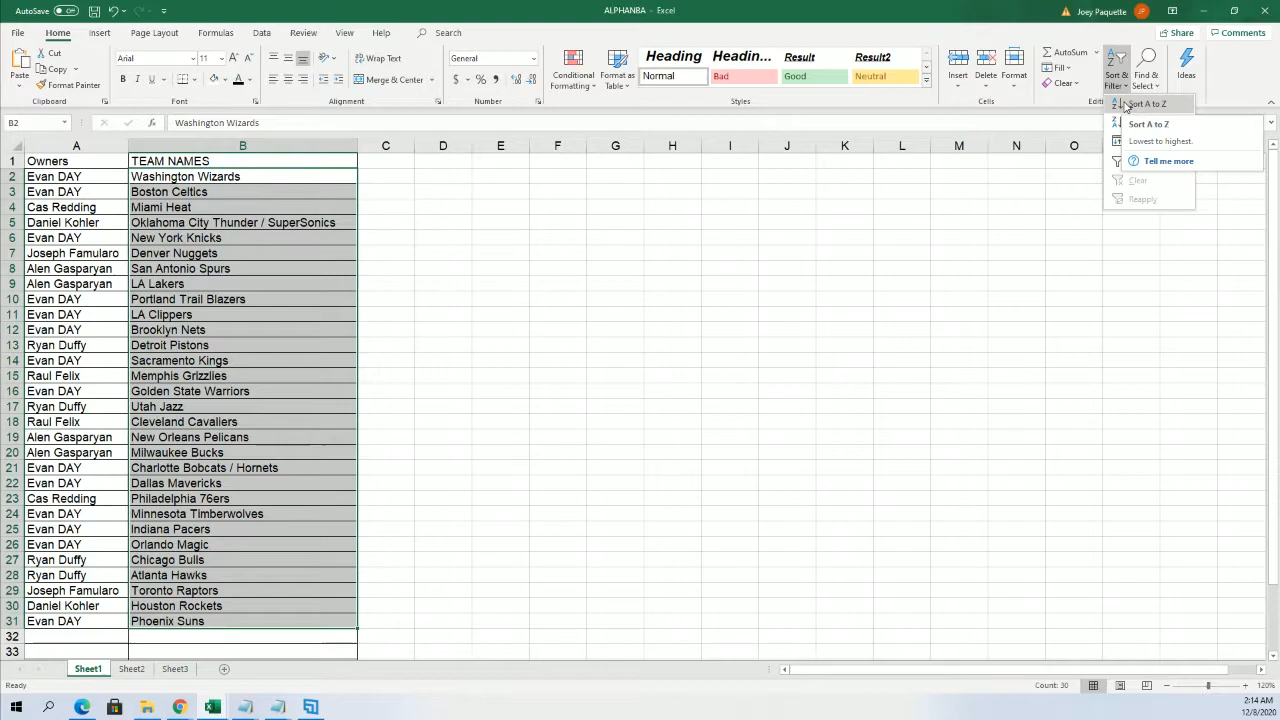 AutoSave Off
ALPHANBA – Excel
Joey Paquette JP
File Home Insert Page Layout Formulas Data Review View Help Search Share Comments
Paste Cut Copy Format Painter
Clipboard
Arial 11
Font
Wrap Text
Merge & Center
Alignment
General
Number
Conditional Formatting
Format as Table
Heading Headin... Result Result2
Normal Bad Good Neutral
Styles
Insert Delete Format
Cells
AutoSum Fill Clear
Sort & Filter
Find & Select
Ideas
Editi
Sort A to Z
Sort A to Z
Lowest to highest.
Tell me more
Clear
Reapply
B2 Washington Wizards
A B C D E F G H I J K L M N O
1 Owners TEAM NAMES
2 Evan DAY Washington Wizards
3 Evan DAY Boston Celtics
4 Cas Redding Miami Heat
5 Daniel Kohler Oklahoma City Thunder / SuperSonics
6 Evan DAY New York Knicks
7 Joseph Famularo Denver Nuggets
8 Alen Gasparyan San Antonio Spurs
9 Alen Gasparyan LA Lakers
10 Evan DAY Portland Trail Blazers
11 Evan DAY LA Clippers
12 Evan DAY Brooklyn Nets
13 Ryan Duffy Detroit Pistons
14 Evan DAY Sacramento Kings
15 Raul Felix Memphis Grizzlies
16 Evan DAY Golden State Warriors
17 Ryan Duffy Utah Jazz
18 Raul Felix Cleveland Cavaliers
19 Alen Gasparyan New Orleans Pelicans
20 Alen Gasparyan Milwaukee Bucks
21 Evan DAY Charlotte Bobcats / Hornets
22 Evan DAY Dallas Mavericks
23 Cas Redding Philadelphia 76ers
24 Evan DAY Minnesota Timberwolves
25 Evan DAY Indiana Pacers
26 Evan DAY Orlando Magic
27 Ryan Duffy Chicago Bulls
28 Ryan Duffy Atlanta Hawks
29 Joseph Famularo Toronto Raptors
30 Daniel Kohler Houston Rockets
31 Evan DAY Phoenix Suns
32
33
Sheet1 Sheet2 Sheet3
Ready
Count: 30
120%
2:14 AM
12/8/2020